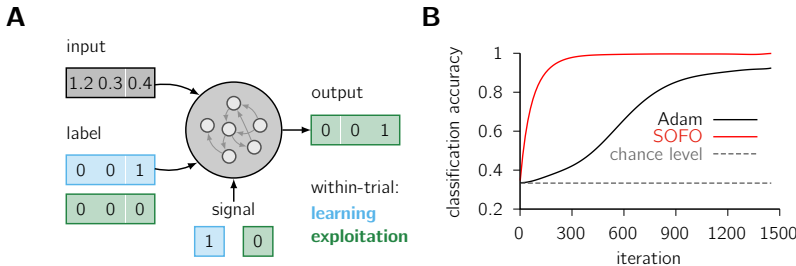 A
input
1.2 0.3 0.4
label
0 0 1
0 0 0
signal
1 0
output
0 0 1
within-trial:
learning
exploitation
B
classification accuracy
1
0.8
0.6
0.4
0.2
Adam
SOFO
chance level
0 300 600 900 1200 1500
iteration